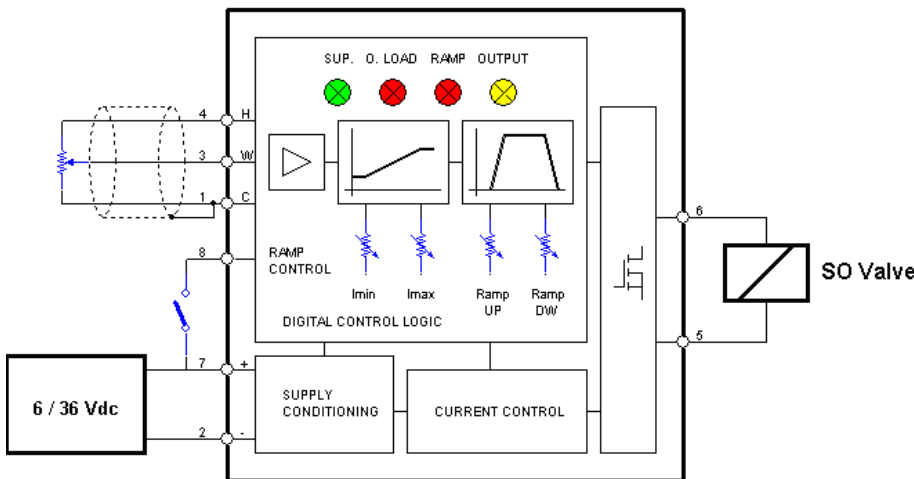 SUP. O. LOAD RAMP OUTPUT
4 H
3 W
1 C
8 RAMP
CONTROL
Imin Imax Ramp
UP Ramp
DW
DIGITAL CONTROL LOGIC
6
SO Valve
5
7 +
6 / 36 Vdc
2 -
SUPPLY
CONDITIONING
CURRENT CONTROL